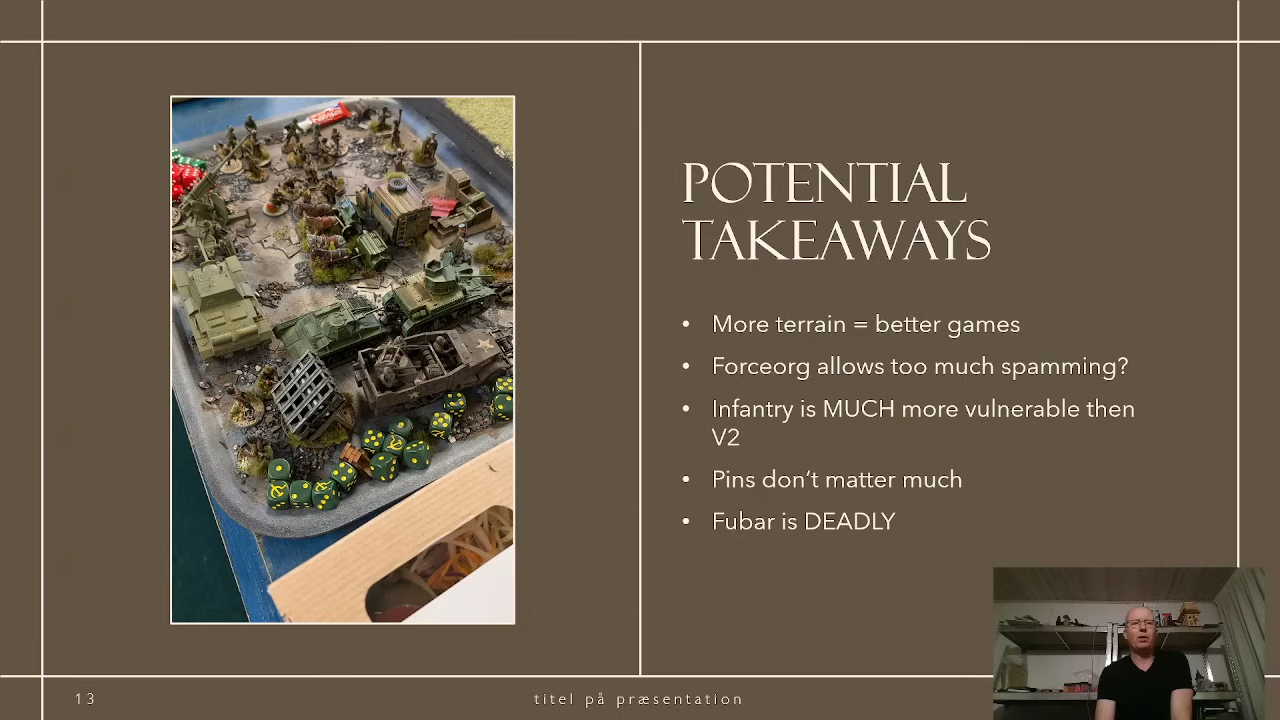 POTENTIAL
TAKEAWAYS
• More terrain = better games
• Forceorg allows too much spamming?
• Infantry is MUCH more vulnerable then
V2
• Pins don't matter much
• Fubar is DEADLY
13
titel på præsentation